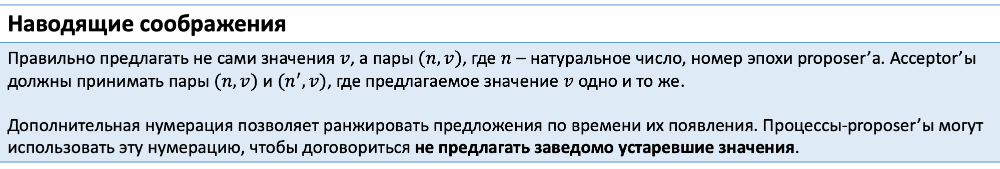 Наводящие соображения
Правильно предлагать не сами значения v, а пары (n, v), где n – натуральное число, номер эпохи proposer’а. Acceptor’ы
должны принимать пары (n, v) и (n′, v), где предлагаемое значение v одно и то же.
Дополнительная нумерация позволяет ранжировать предложения по времени их появления. Процессы-proposer’ы могут
использовать эту нумерацию, чтобы договориться не предлагать заведомо устаревшие значения.